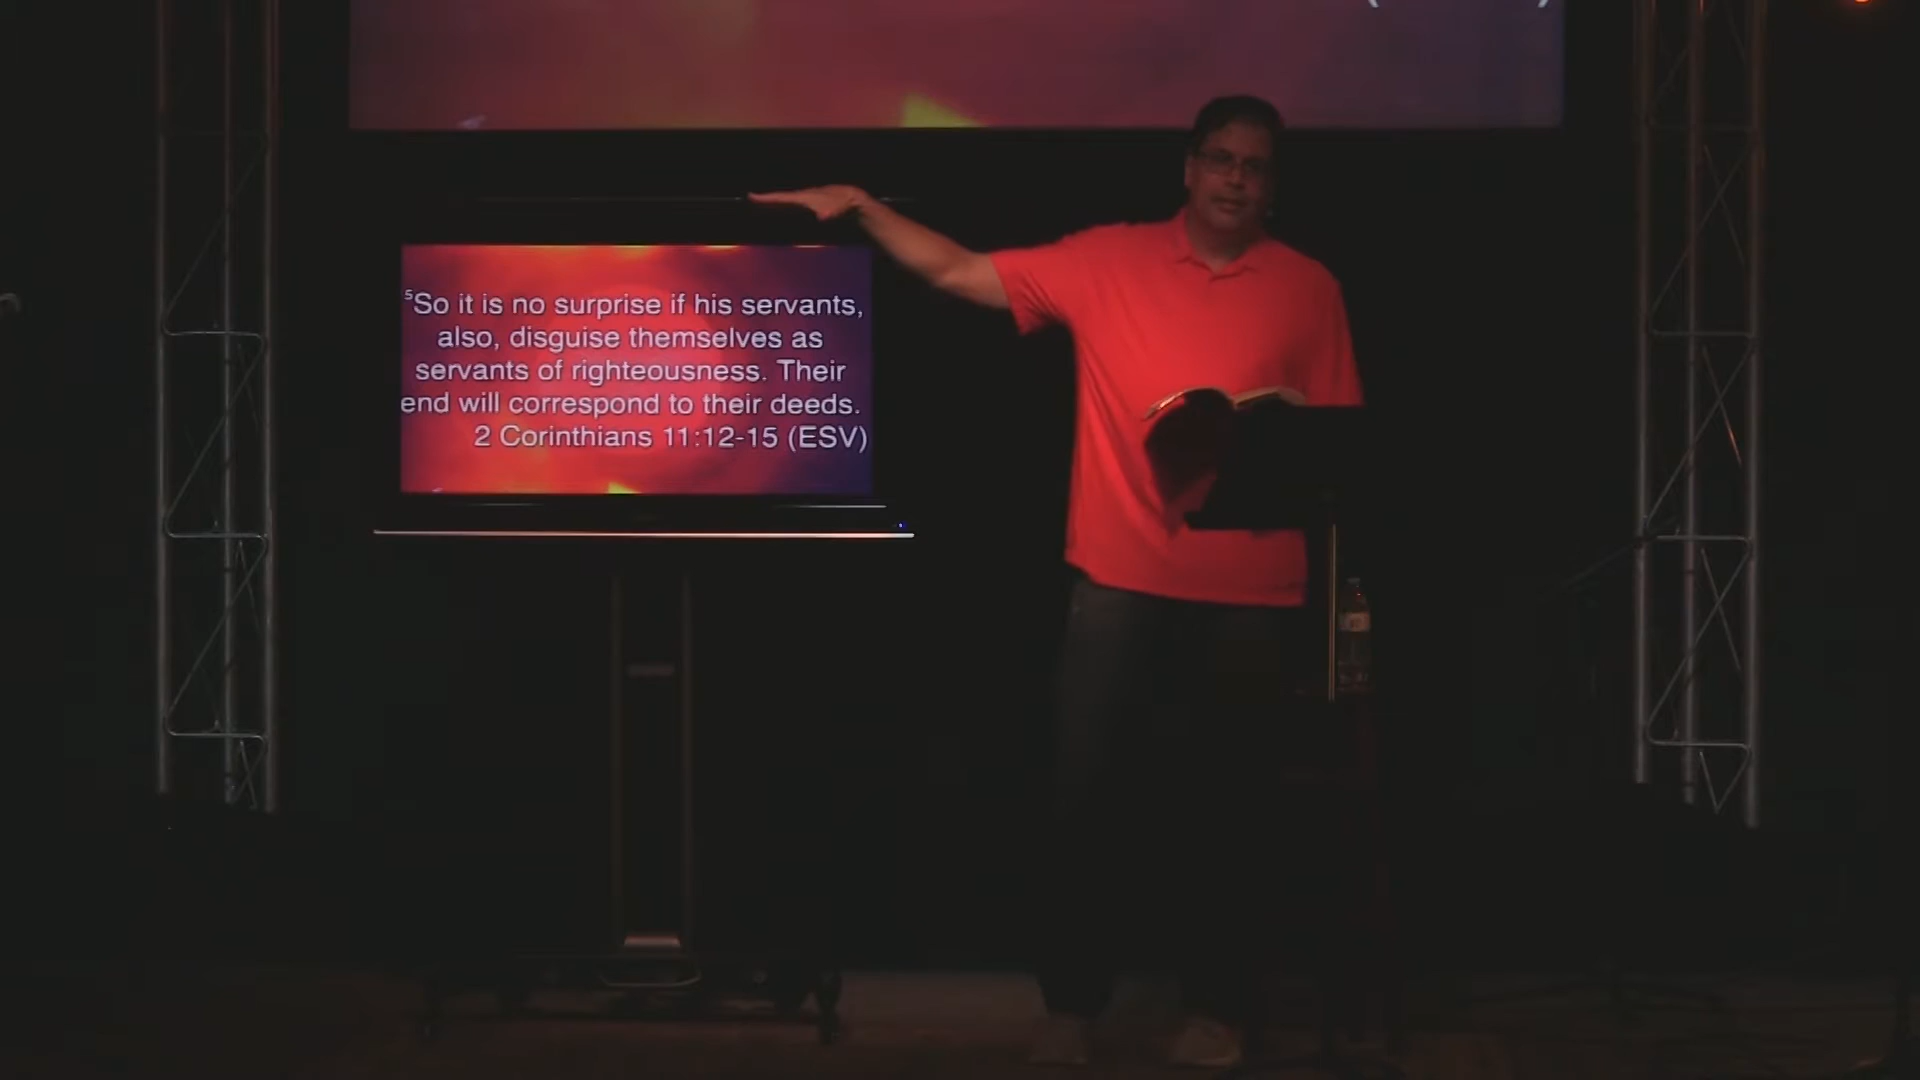 ⁵So it is no surprise if his servants,
also, disguise themselves as
servants of righteousness. Their
end will correspond to their deeds.
2 Corinthians 11:12-15 (ESV)